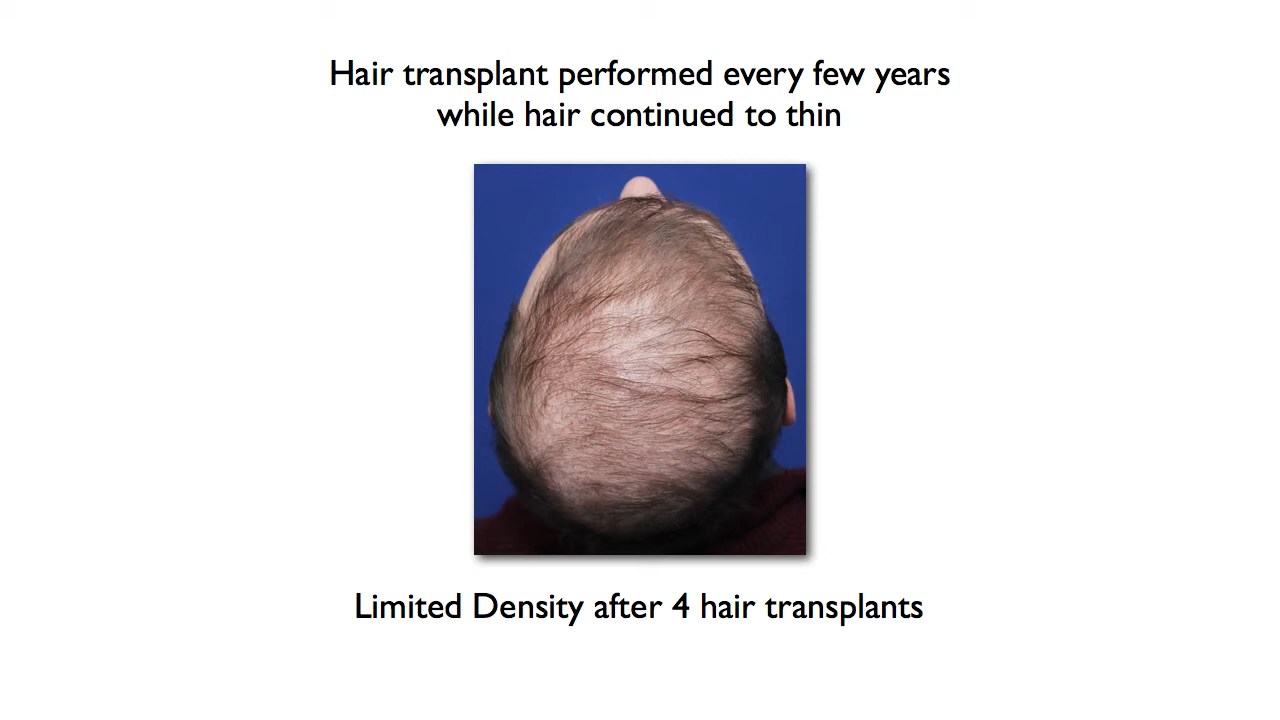 Hair transplant performed every few years
while hair continued to thin
Limited Density after 4 hair transplants